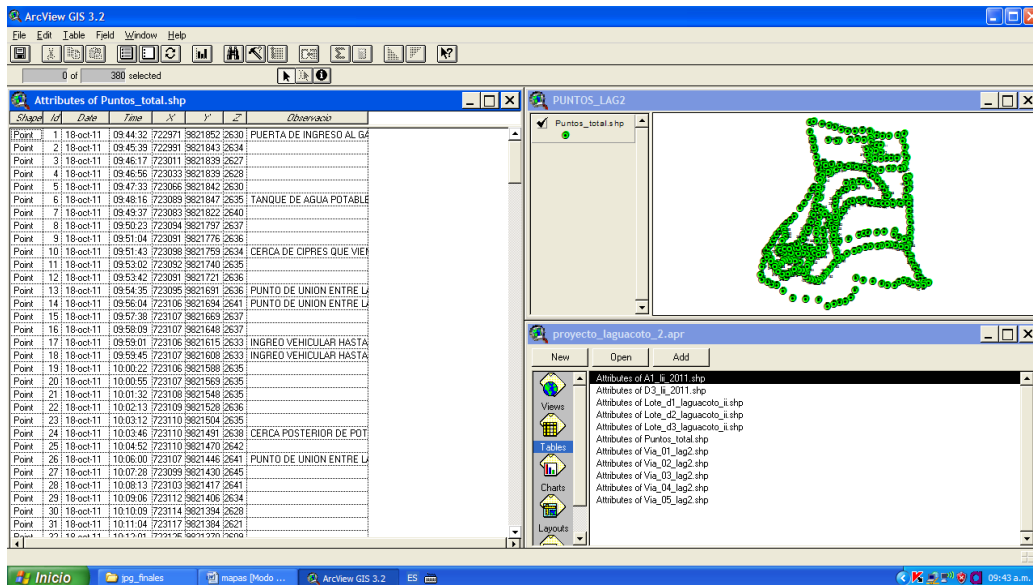 ArcView GIS 3.2
File Edit Table Field Window Help
0 of 380 selected
Attributes of Puntos_total.shp
Shape Id Date Time X Y Z Observacio
Point 1 18-oct-11 09:44:32 722971 9821852 2630 PUERTA DE INGRESO AL GA
Point 2 18-oct-11 09:45:39 722991 9821843 2634
Point 3 18-oct-11 09:46:17 723011 9821839 2627
Point 4 18-oct-11 09:46:56 723033 9821839 2628
Point 5 18-oct-11 09:47:33 723066 9821842 2630
Point 6 18-oct-11 09:48:16 723089 9821847 2635 TANQUE DE AGUA POTABLE
Point 7 18-oct-11 09:49:37 723083 9821822 2640
Point 8 18-oct-11 09:50:23 723094 9821797 2637
Point 9 18-oct-11 09:51:04 723091 9821776 2636
Point 10 18-oct-11 09:51:43 723098 9821759 2634 CERCA DE CIPRES QUE VIEN
Point 11 18-oct-11 09:53:02 723092 9821740 2635
Point 12 18-oct-11 09:53:42 723091 9821721 2636
Point 13 18-oct-11 09:54:35 723095 9821691 2636 PUNTO DE UNION ENTRE LA
Point 14 18-oct-11 09:56:04 723106 9821694 2641 PUNTO DE UNION ENTRE LA
Point 15 18-oct-11 09:57:38 723107 9821669 2637
Point 16 18-oct-11 09:58:09 723107 9821648 2637
Point 17 18-oct-11 09:59:01 723106 9821615 2633 INGREO VEHICULAR HASTA
Point 18 18-oct-11 09:59:45 723107 9821608 2633 INGREO VEHICULAR HASTA
Point 19 18-oct-11 10:00:22 723106 9821588 2635
Point 20 18-oct-11 10:00:55 723107 9821569 2635
Point 21 18-oct-11 10:01:32 723108 9821548 2635
Point 22 18-oct-11 10:02:13 723109 9821528 2636
Point 23 18-oct-11 10:03:12 723110 9821504 2635
Point 24 18-oct-11 10:03:46 723110 9821491 2638 CERCA POSTERIOR DE POT
Point 25 18-oct-11 10:04:52 723110 9821470 2642
Point 26 18-oct-11 10:06:00 723107 9821446 2641 PUNTO DE UNION ENTRE LA
Point 27 18-oct-11 10:07:28 723099 9821430 2645
Point 28 18-oct-11 10:08:13 723103 9821417 2641
Point 29 18-oct-11 10:09:06 723112 9821406 2634
Point 30 18-oct-11 10:10:09 723114 9821394 2628
Point 31 18-oct-11 10:11:04 723117 9821384 2621
PUNTOS_LAG2
Puntos_total.shp
proyecto_laguacoto_2.apr
New Open Add
Views
Tables
Charts
Layouts
Attributes of A1_lii_2011.shp
Attributes of D3_lii_2011.shp
Attributes of Lote_d1_laguacoto_ii.shp
Attributes of Lote_d2_laguacoto_ii.shp
Attributes of Lote_d3_laguacoto_ii.shp
Attributes of Puntos_total.shp
Attributes of Via_01_lag2.shp
Attributes of Via_02_lag2.shp
Attributes of Via_03_lag2.shp
Attributes of Via_04_lag2.shp
Attributes of Via_05_lag2.shp
Inicio jpg_finales mapas [Modo ... ArcView GIS 3.2 ES 09:43 a.m.